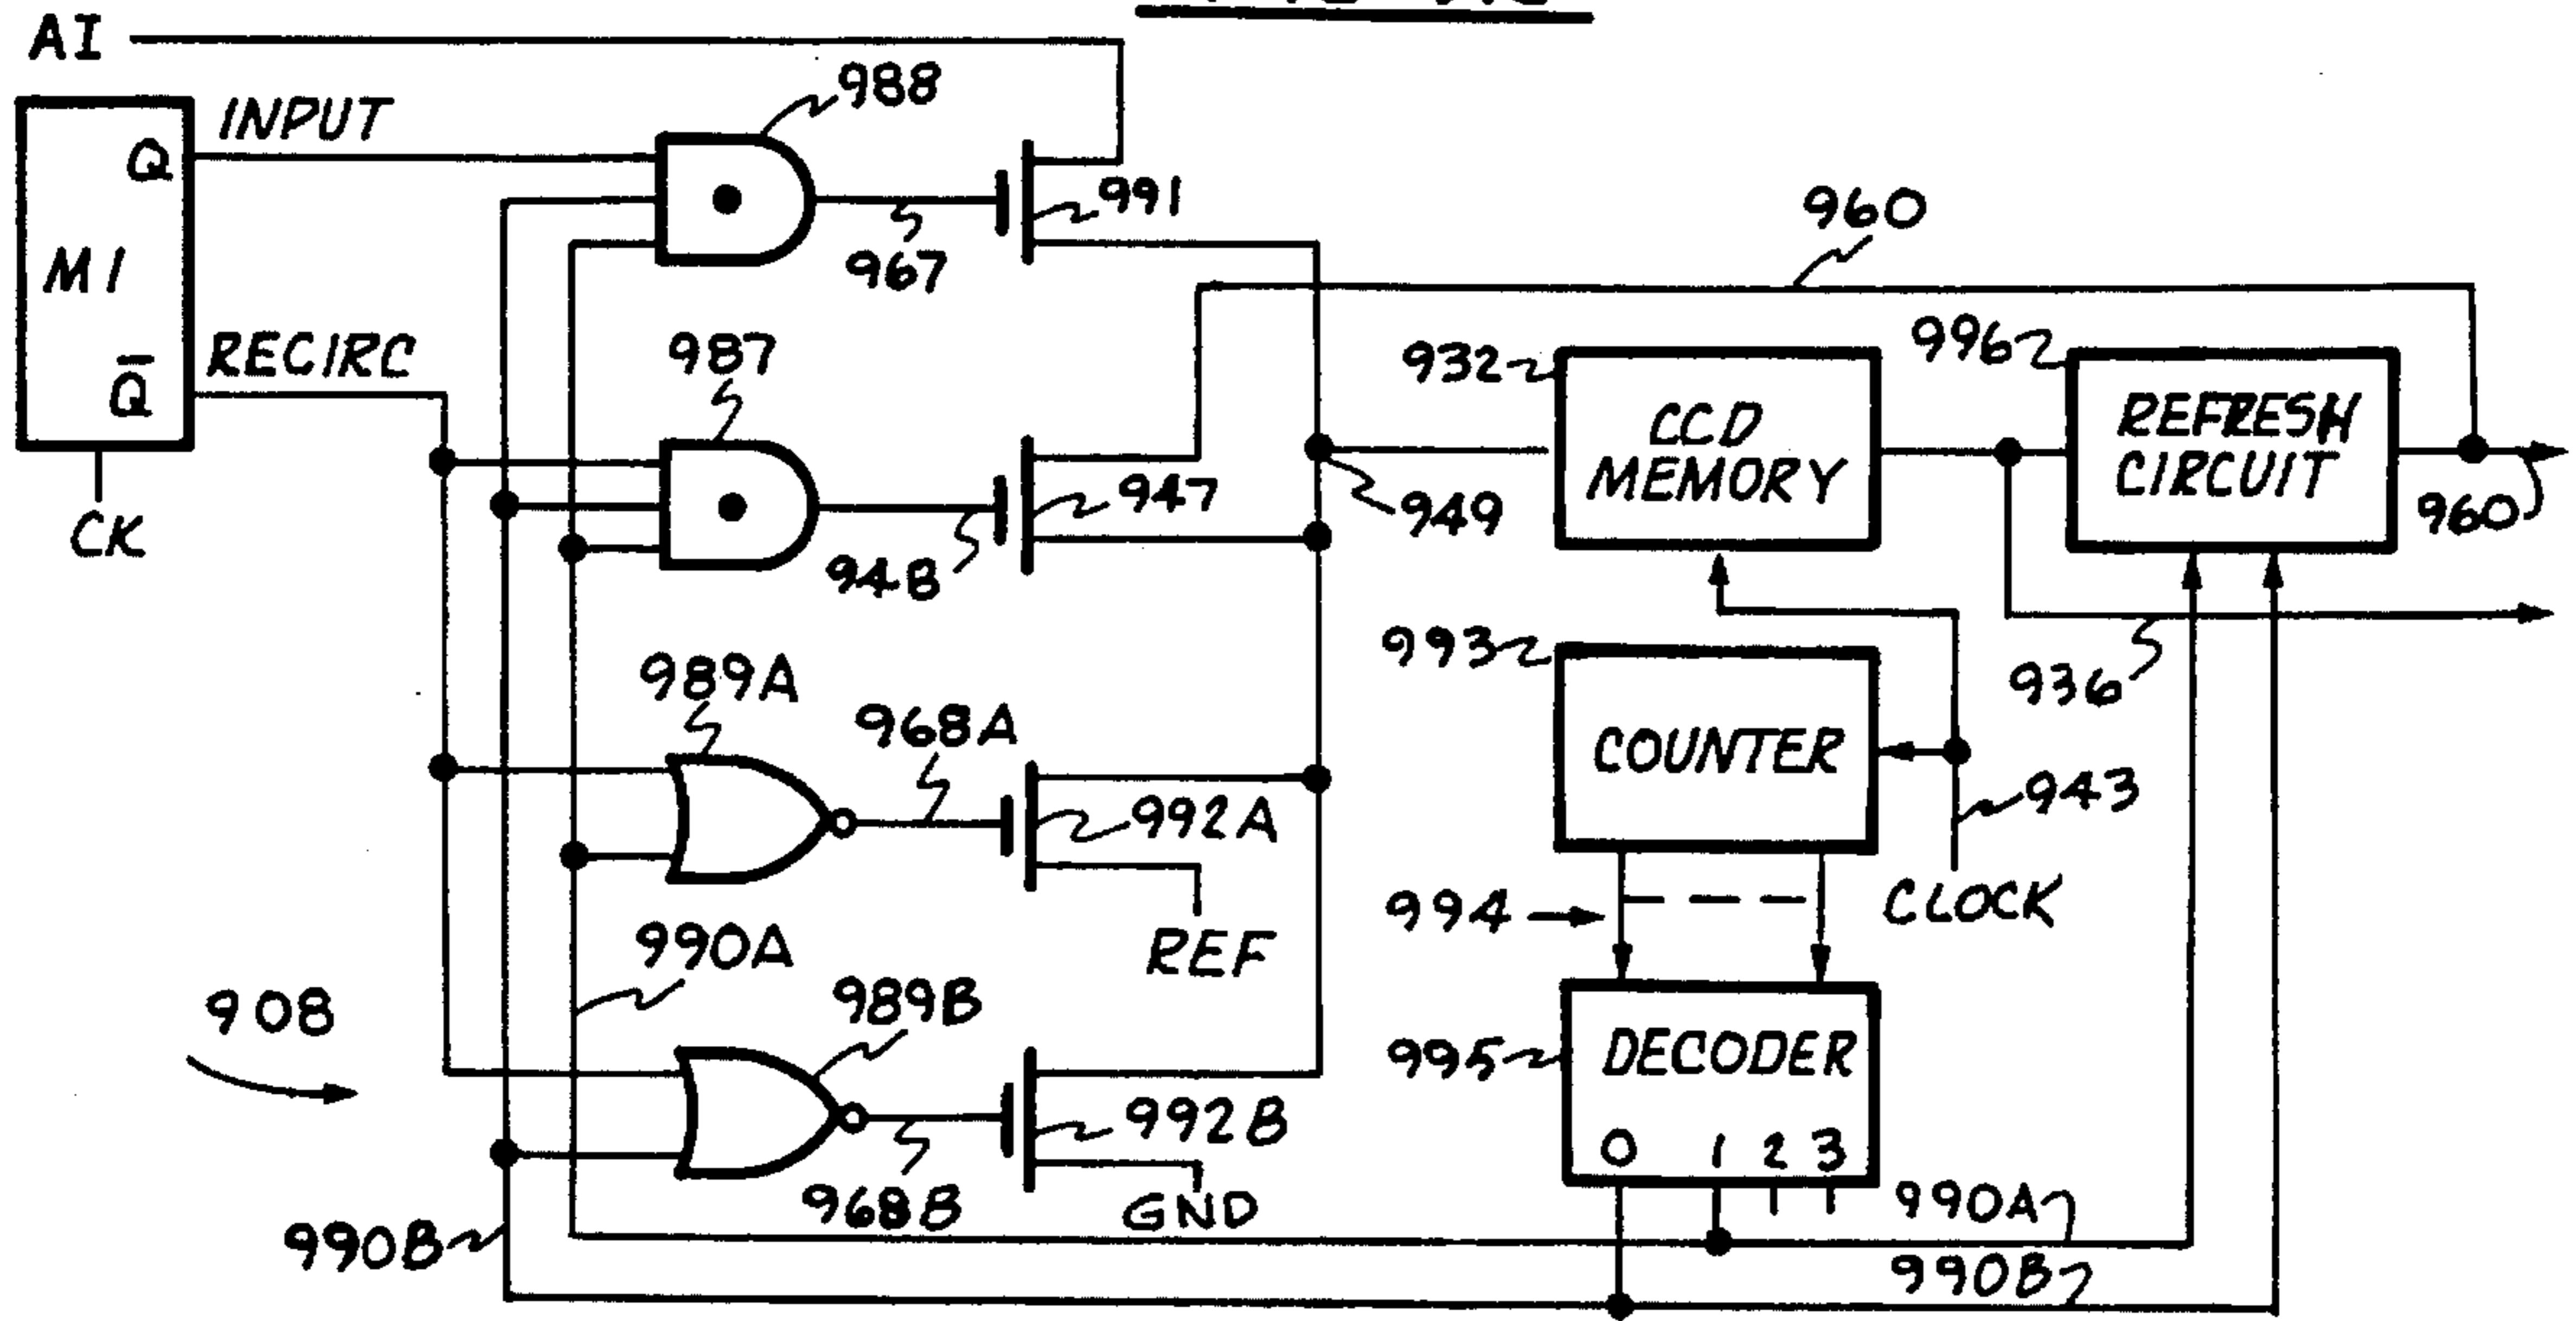 AI
988
INPUT
Q
991
960
MI
967
RECIRC
987
932
996
Q̅
CCD
MEMORY
REFRESH
CIRCUIT
947
949
960
CK
948
993
989A
936
968A
COUNTER
992A
943
994
CLOCK
990A
REF
908
989B
995
DECODER
992B
0 1 2 3
968B
GND
990A
990B
990B